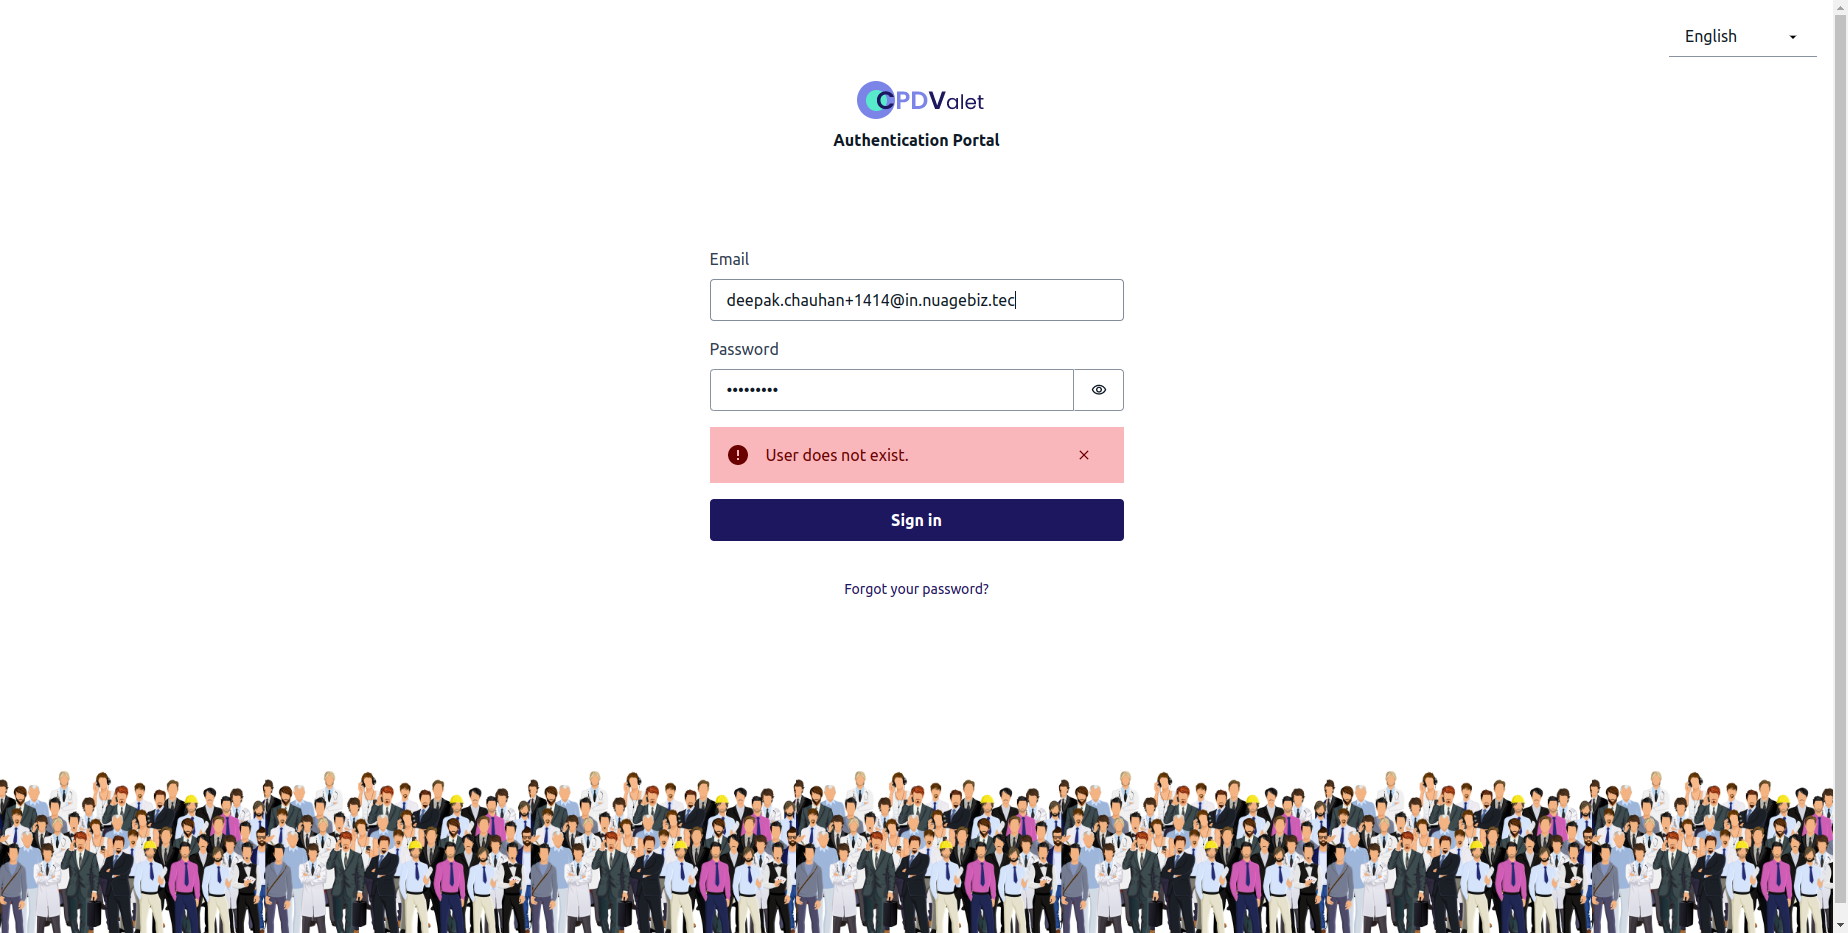 English
CPDValet
Authentication Portal
Email
deepak.chauhan+1414@in.nuagebiz.tec
Password
•••••••••
User does not exist.
Sign in
Forgot your password?